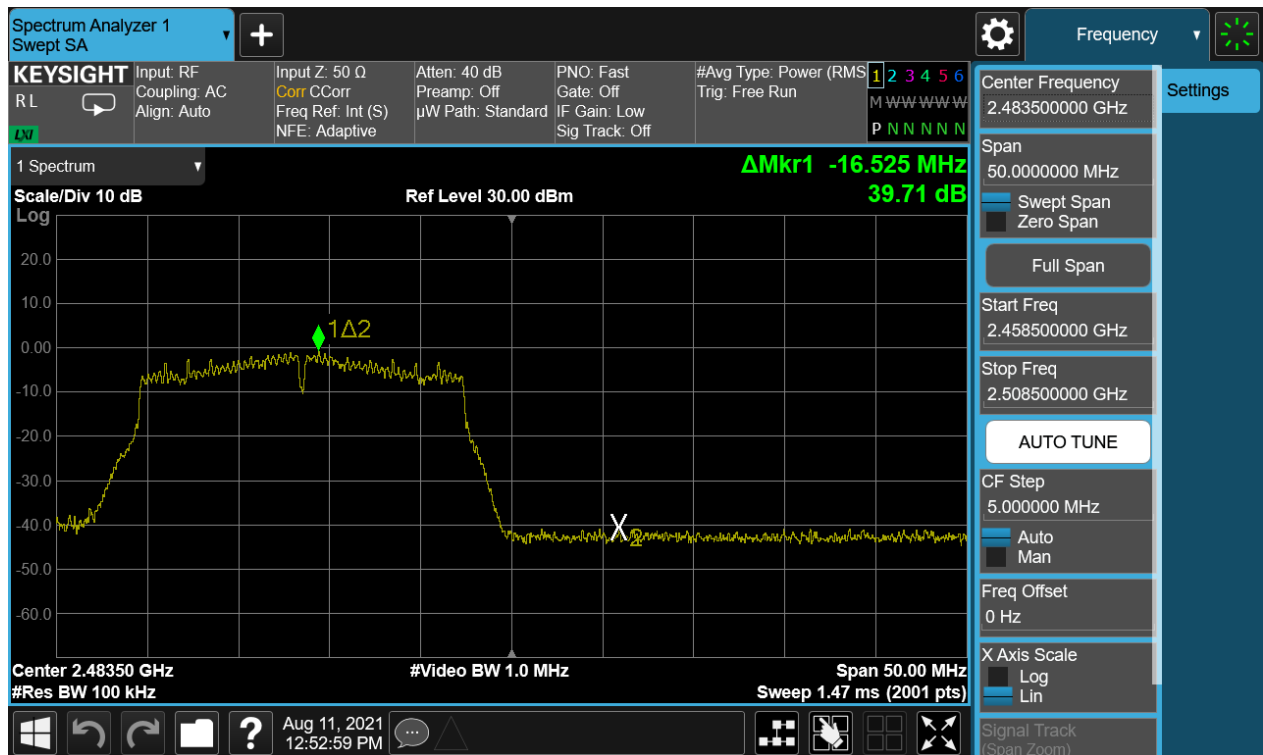 Spectrum Analyzer 1
Swept SA
Frequency
KEYSIGHT
R L
LXI
Input: RF
Coupling: AC
Align: Auto
Input Z: 50 Ω
Corr CCorr
Freq Ref: Int (S)
NFE: Adaptive
Atten: 40 dB
Preamp: Off
µW Path: Standard
PNO: Fast
Gate: Off
IF Gain: Low
Sig Track: Off
#Avg Type: Power (RMS
Trig: Free Run
1 2 3 4 5 6
M W W W W W
P N N N N N
1 Spectrum
ΔMkr1 -16.525 MHz
39.71 dB
Scale/Div 10 dB
Ref Level 30.00 dBm
Log
20.0
10.0
0.00
-10.0
-20.0
-30.0
-40.0
-50.0
-60.0
1Δ2
X2
Center 2.48350 GHz
#Video BW 1.0 MHz
Span 50.00 MHz
#Res BW 100 kHz
Sweep 1.47 ms (2001 pts)
Aug 11, 2021
12:52:59 PM
Center Frequency
2.483500000 GHz
Settings
Span
50.0000000 MHz
Swept Span
Zero Span
Full Span
Start Freq
2.458500000 GHz
Stop Freq
2.508500000 GHz
AUTO TUNE
CF Step
5.000000 MHz
Auto
Man
Freq Offset
0 Hz
X Axis Scale
Log
Lin
Signal Track
(Span Zoom)